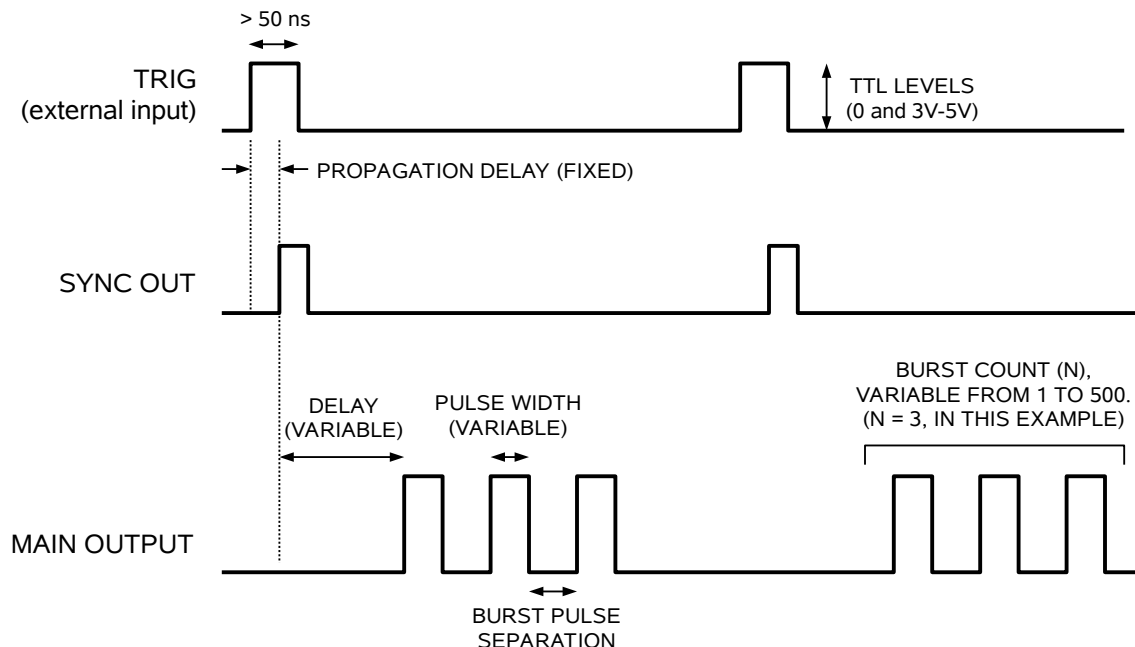 > 50 ns
TRIG
(external input)
TTL LEVELS
(0 and 3V-5V)
PROPAGATION DELAY (FIXED)
SYNC OUT
BURST COUNT (N),
VARIABLE FROM 1 TO 500.
(N = 3, IN THIS EXAMPLE)
DELAY
(VARIABLE)
PULSE WIDTH
(VARIABLE)
MAIN OUTPUT
BURST PULSE
SEPARATION